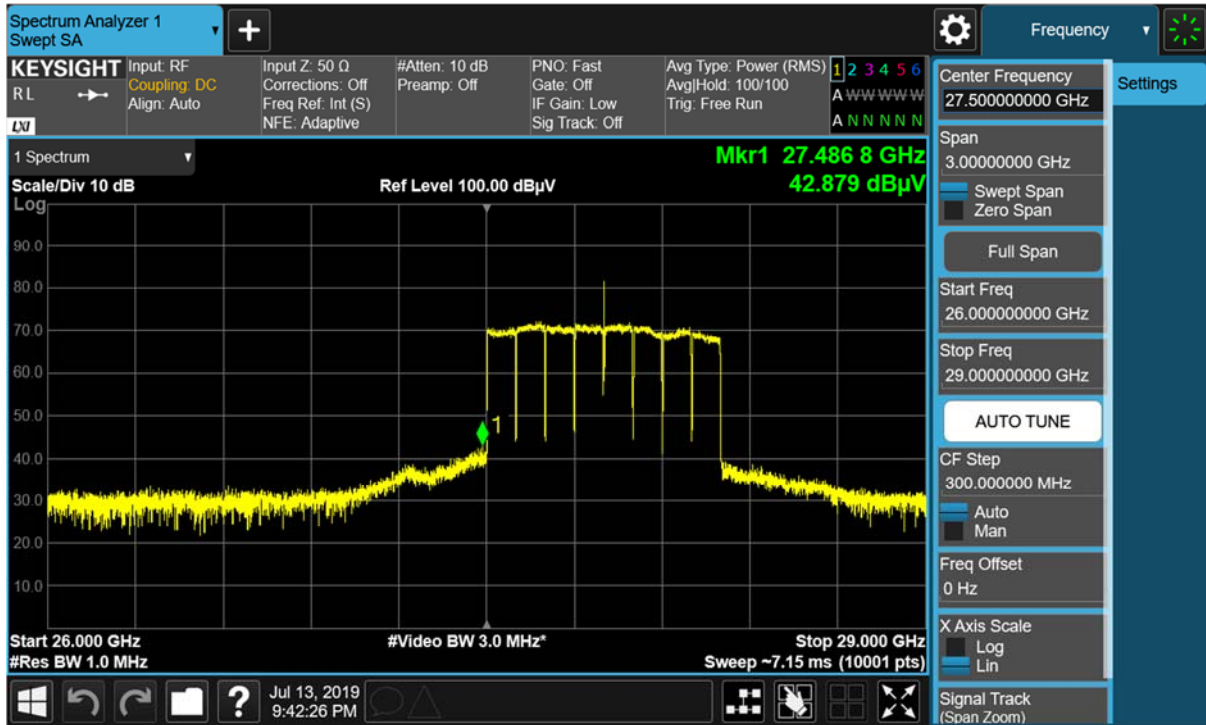 Spectrum Analyzer 1
Swept SA
Frequency
KEYSIGHT
R L
LXI
Input: RF
Coupling: DC
Align: Auto
Input Z: 50 Ω
Corrections: Off
Freq Ref: Int (S)
NFE: Adaptive
#Atten: 10 dB
Preamp: Off
PNO: Fast
Gate: Off
IF Gain: Low
Sig Track: Off
Avg Type: Power (RMS)
Avg|Hold: 100/100
Trig: Free Run
1 2 3 4 5 6
A W W W W W
A N N N N N
1 Spectrum
Scale/Div 10 dB
Log
Ref Level 100.00 dBµV
Mkr1 27.486 8 GHz
42.879 dBµV
90.0
80.0
70.0
60.0
50.0
40.0
30.0
20.0
10.0
1
Start 26.000 GHz
#Res BW 1.0 MHz
#Video BW 3.0 MHz*
Stop 29.000 GHz
Sweep ~7.15 ms (10001 pts)
Center Frequency
27.500000000 GHz
Settings
Span
3.00000000 GHz
Swept Span
Zero Span
Full Span
Start Freq
26.000000000 GHz
Stop Freq
29.000000000 GHz
AUTO TUNE
CF Step
300.000000 MHz
Auto
Man
Freq Offset
0 Hz
X Axis Scale
Log
Lin
Signal Track
(Span Zoom)
?
Jul 13, 2019
9:42:26 PM